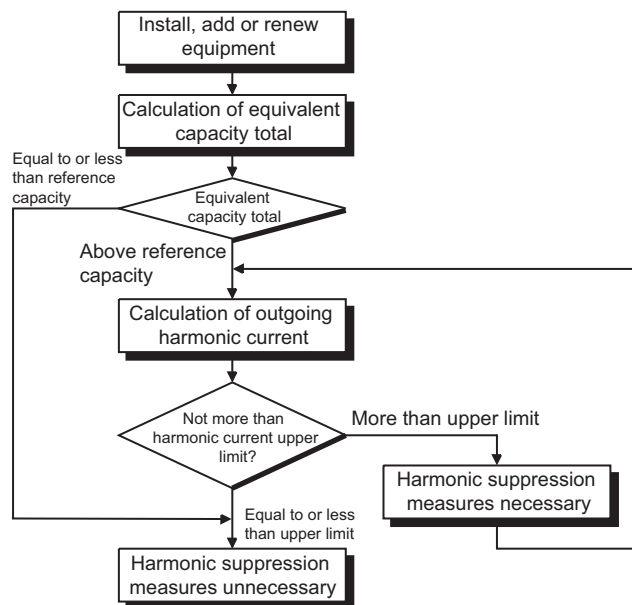 Install, add or renew
equipment
Calculation of equivalent
capacity total
Equal to or less
than reference
capacity
Equivalent
capacity total
Above reference
capacity
Calculation of outgoing
harmonic current
Not more than
harmonic current upper
limit?
More than upper limit
Harmonic suppression
measures necessary
Equal to or less
than upper limit
Harmonic suppression
measures unnecessary